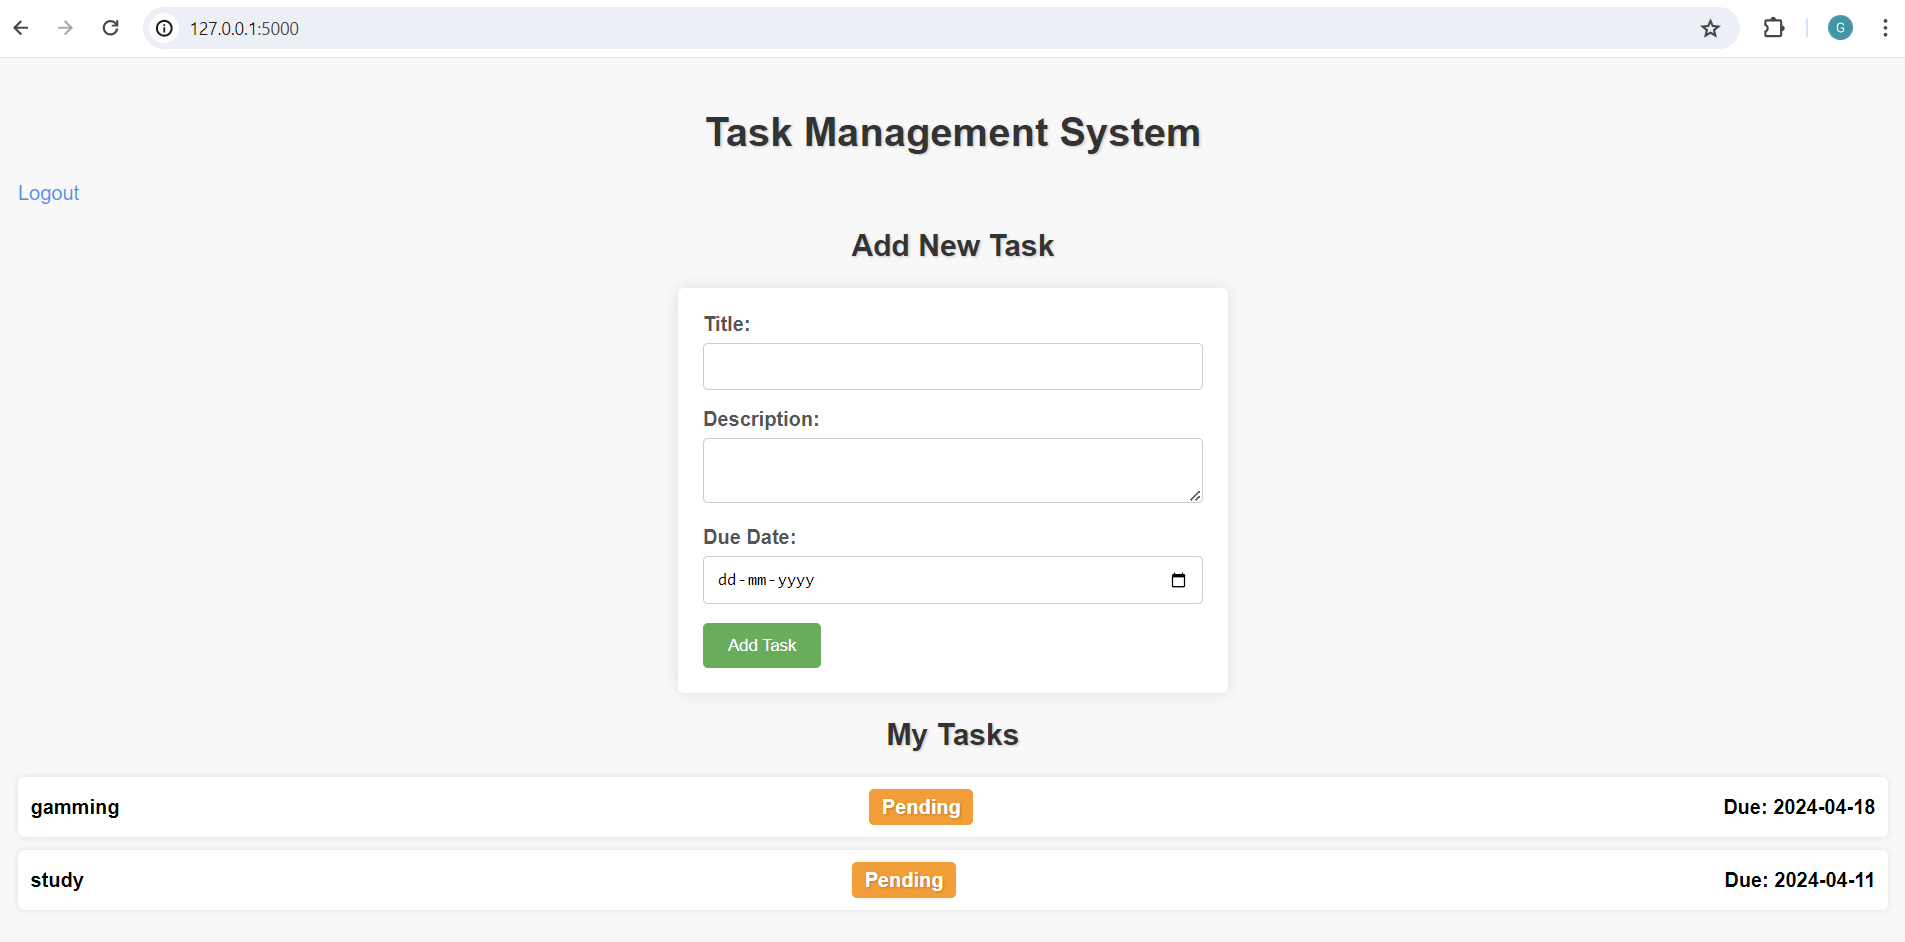 127.0.0.1:5000
G
Task Management System
Logout
Add New Task
Title:
Description:
Due Date:
dd-mm-yyyy
Add Task
My Tasks
gamming Pending Due: 2024-04-18
study Pending Due: 2024-04-11